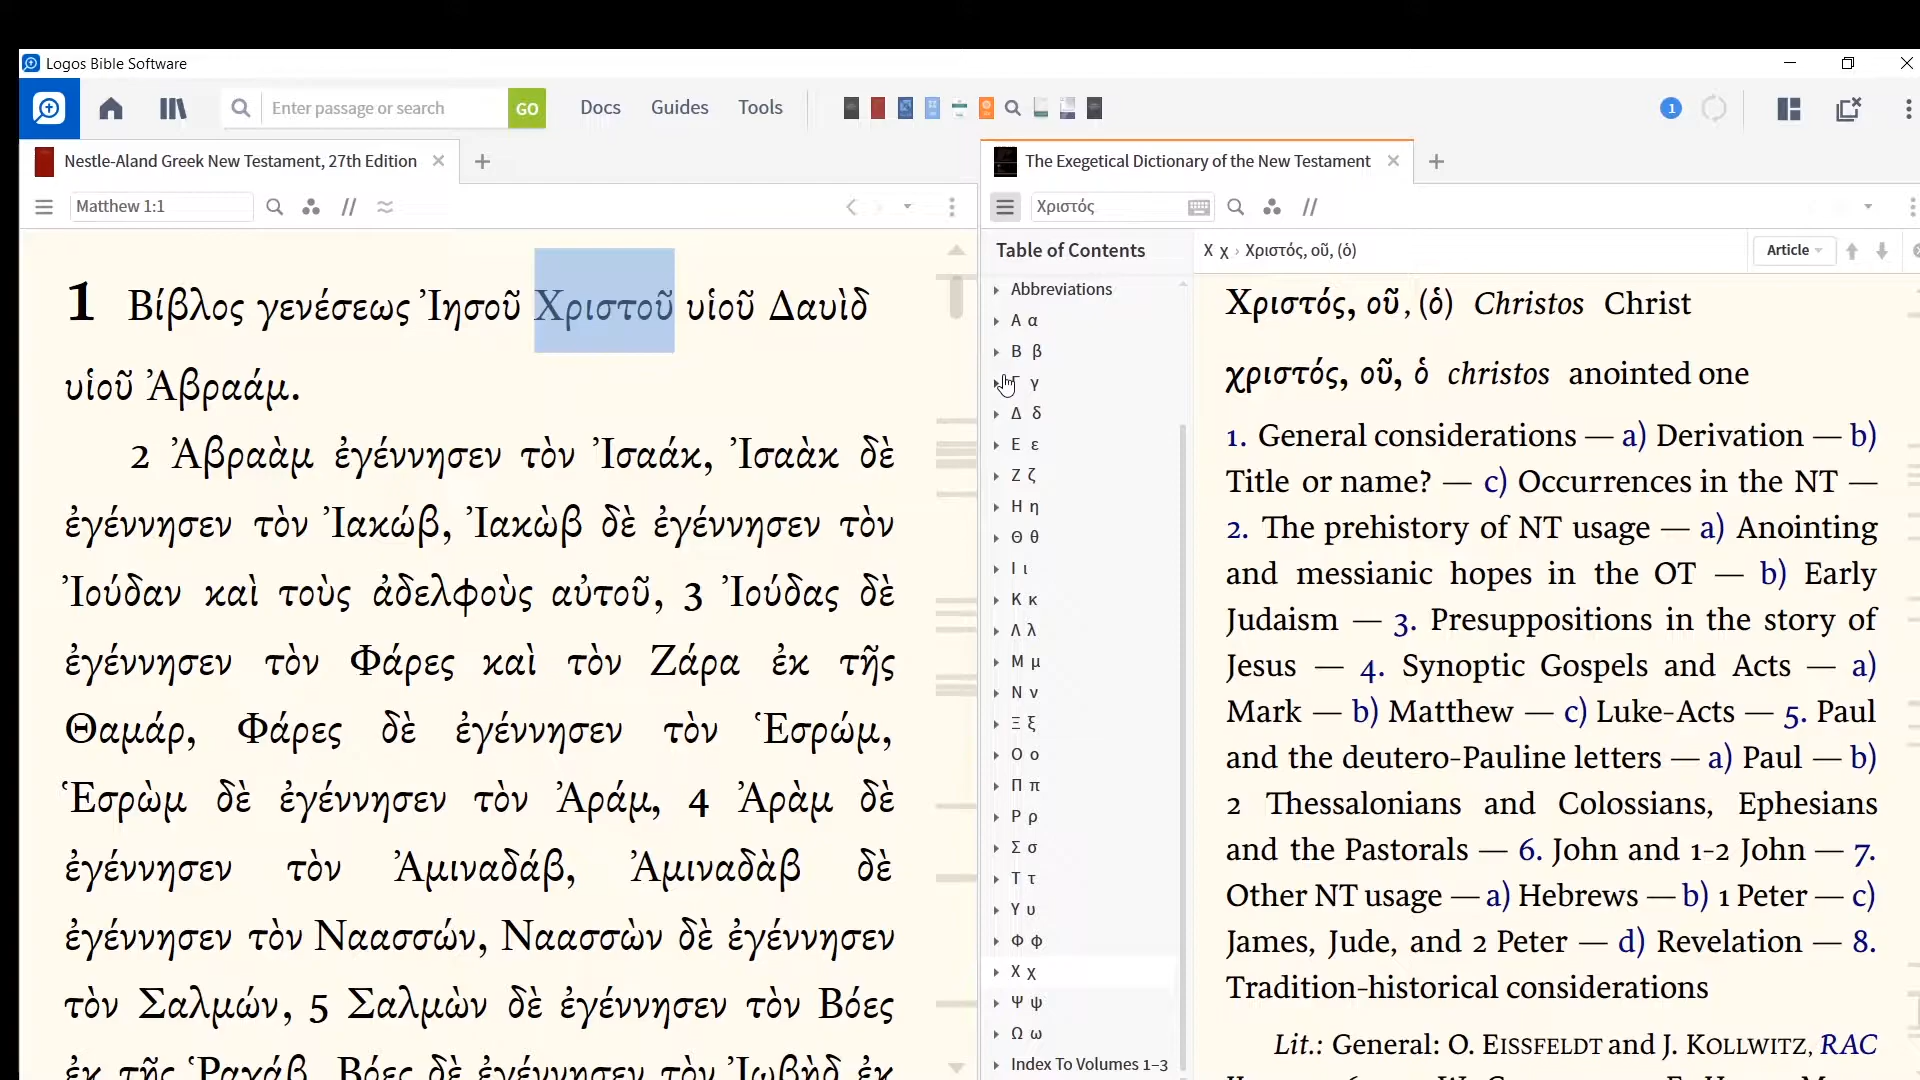 Logos Bible Software
Enter passage or search
GO
Docs
Guides
Tools
1
Nestle-Aland Greek New Testament, 27th Edition
Matthew 1:1
1 Βίβλος γενέσεως Ἰησοῦ Χριστοῦ υἱοῦ Δαυὶδ
υἱοῦ Ἀβραάμ.
2 Ἀβραὰμ ἐγέννησεν τὸν Ἰσαάκ, Ἰσαὰκ δὲ
ἐγέννησεν τὸν Ἰακώβ, Ἰακὼβ δὲ ἐγέννησεν τὸν
Ἰούδαν καὶ τοὺς ἀδελφοὺς αὐτοῦ, 3 Ἰούδας δὲ
ἐγέννησεν τὸν Φάρες καὶ τὸν Ζάρα ἐκ τῆς
Θαμάρ, Φάρες δὲ ἐγέννησεν τὸν Ἑσρώμ,
Ἑσρὼμ δὲ ἐγέννησεν τὸν Ἀράμ, 4 Ἀρὰμ δὲ
ἐγέννησεν τὸν Ἀμιναδάβ, Ἀμιναδὰβ δὲ
ἐγέννησεν τὸν Ναασσών, Ναασσὼν δὲ ἐγέννησεν
τὸν Σαλμών, 5 Σαλμὼν δὲ ἐγέννησεν τὸν Βόες
ἐκ τῆς Ῥαχάβ, Βόες δὲ ἐγέννησεν τὸν Ἰωβὴδ ἐκ
The Exegetical Dictionary of the New Testament
Χριστός
Table of Contents
Abbreviations
Α α
Β β
Γ γ
Δ δ
Ε ε
Ζ ζ
Η η
Θ θ
Ι ι
Κ κ
Λ λ
Μ μ
Ν ν
Ξ ξ
Ο ο
Π π
Ρ ρ
Σ σ
Τ τ
Υ υ
Φ φ
Χ χ
Ψ ψ
Ω ω
Index To Volumes 1–3
Χ χ › Χριστός, οῦ, (ὁ)
Article
Χριστός, οῦ, (ὁ) Christos Christ
χριστός, οῦ, ὁ christos anointed one
1. General considerations — a) Derivation — b)
Title or name? — c) Occurrences in the NT —
2. The prehistory of NT usage — a) Anointing
and messianic hopes in the OT — b) Early
Judaism — 3. Presuppositions in the story of
Jesus — 4. Synoptic Gospels and Acts — a)
Mark — b) Matthew — c) Luke-Acts — 5. Paul
and the deutero-Pauline letters — a) Paul — b)
2 Thessalonians and Colossians, Ephesians
and the Pastorals — 6. John and 1-2 John — 7.
Other NT usage — a) Hebrews — b) 1 Peter — c)
James, Jude, and 2 Peter — d) Revelation — 8.
Tradition-historical considerations
Lit.: General: O. EISSFELDT and J. KOLLWITZ, RAC